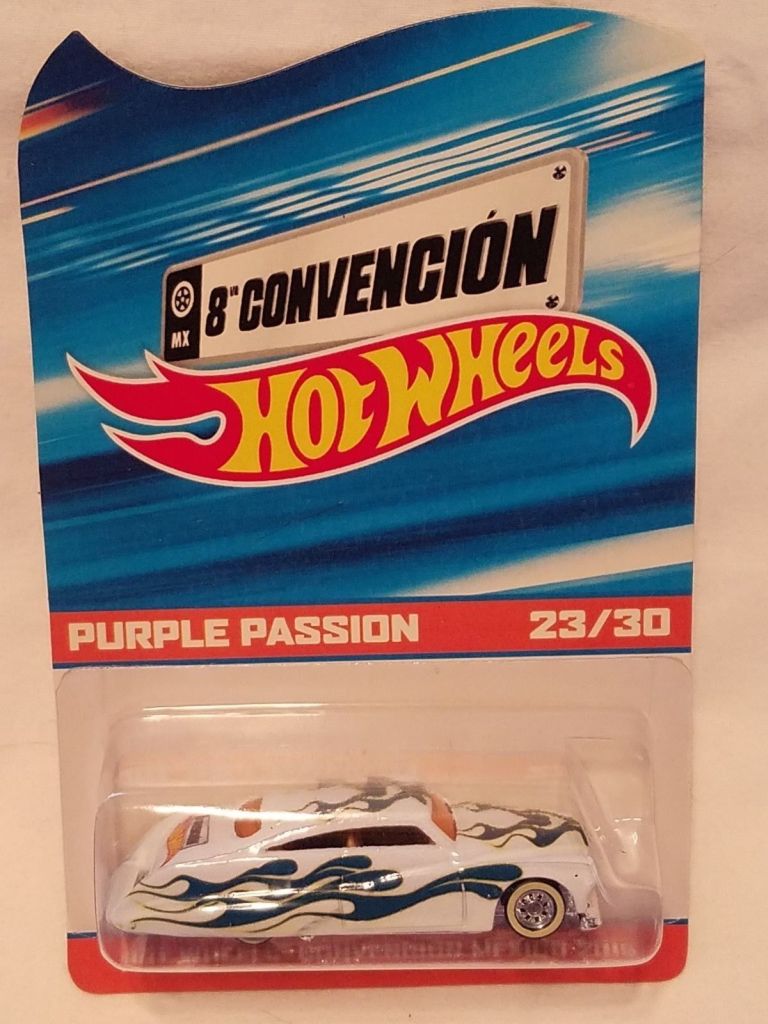 8va CONVENCIÓN
MX
HOT WHEELS
PURPLE PASSION 23/30